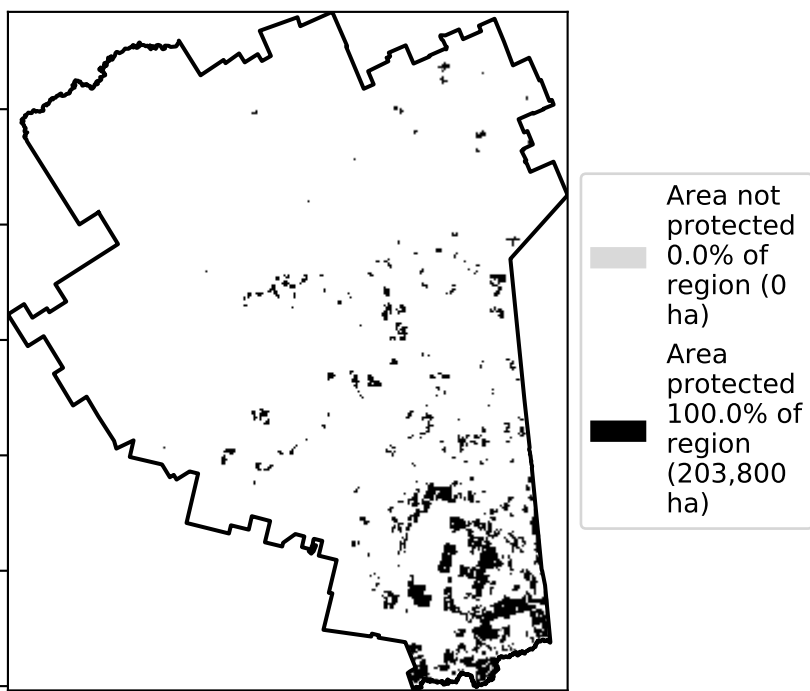 Area not
protected
0.0% of
region (0
ha)
Area
protected
100.0% of
region
(203,800
ha)